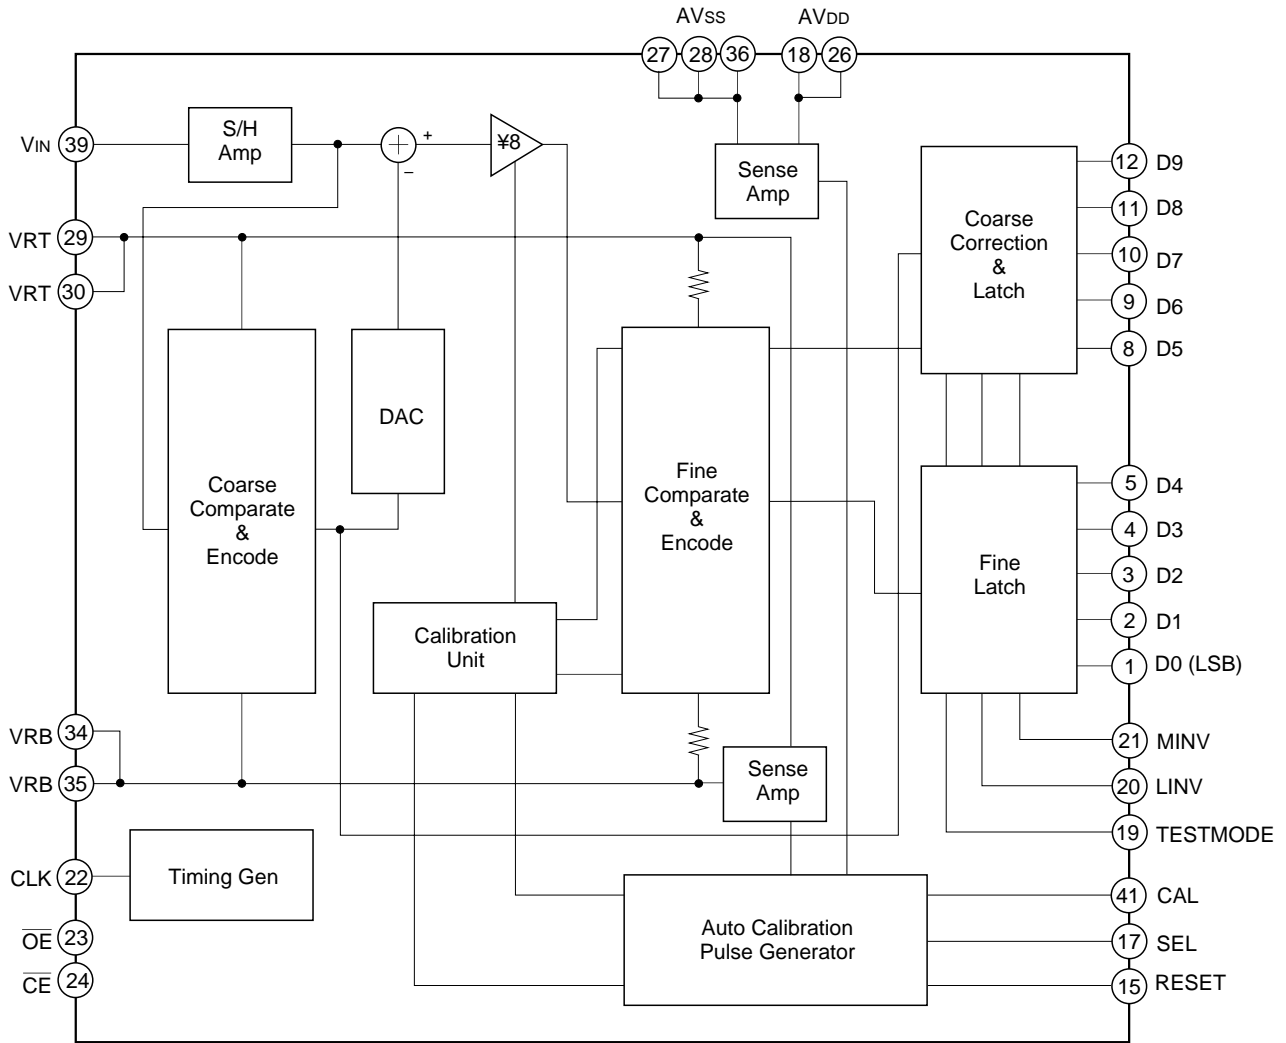 AVSS
AVDD
27
28
36
18
26
VIN
39
S/H
Amp
+
−
¥8
Sense
Amp
Coarse
Correction
&
Latch
12
D9
11
D8
10
D7
9
D6
8
D5
VRT
29
VRT
30
DAC
Coarse
Comparate
&
Encode
Fine
Comparate
&
Encode
Fine
Latch
5
D4
4
D3
3
D2
2
D1
1
D0 (LSB)
Calibration
Unit
VRB
34
VRB
35
Sense
Amp
21
MINV
20
LINV
19
TESTMODE
CLK
22
Timing Gen
OE
23
CE
24
Auto Calibration
Pulse Generator
41
CAL
17
SEL
15
RESET